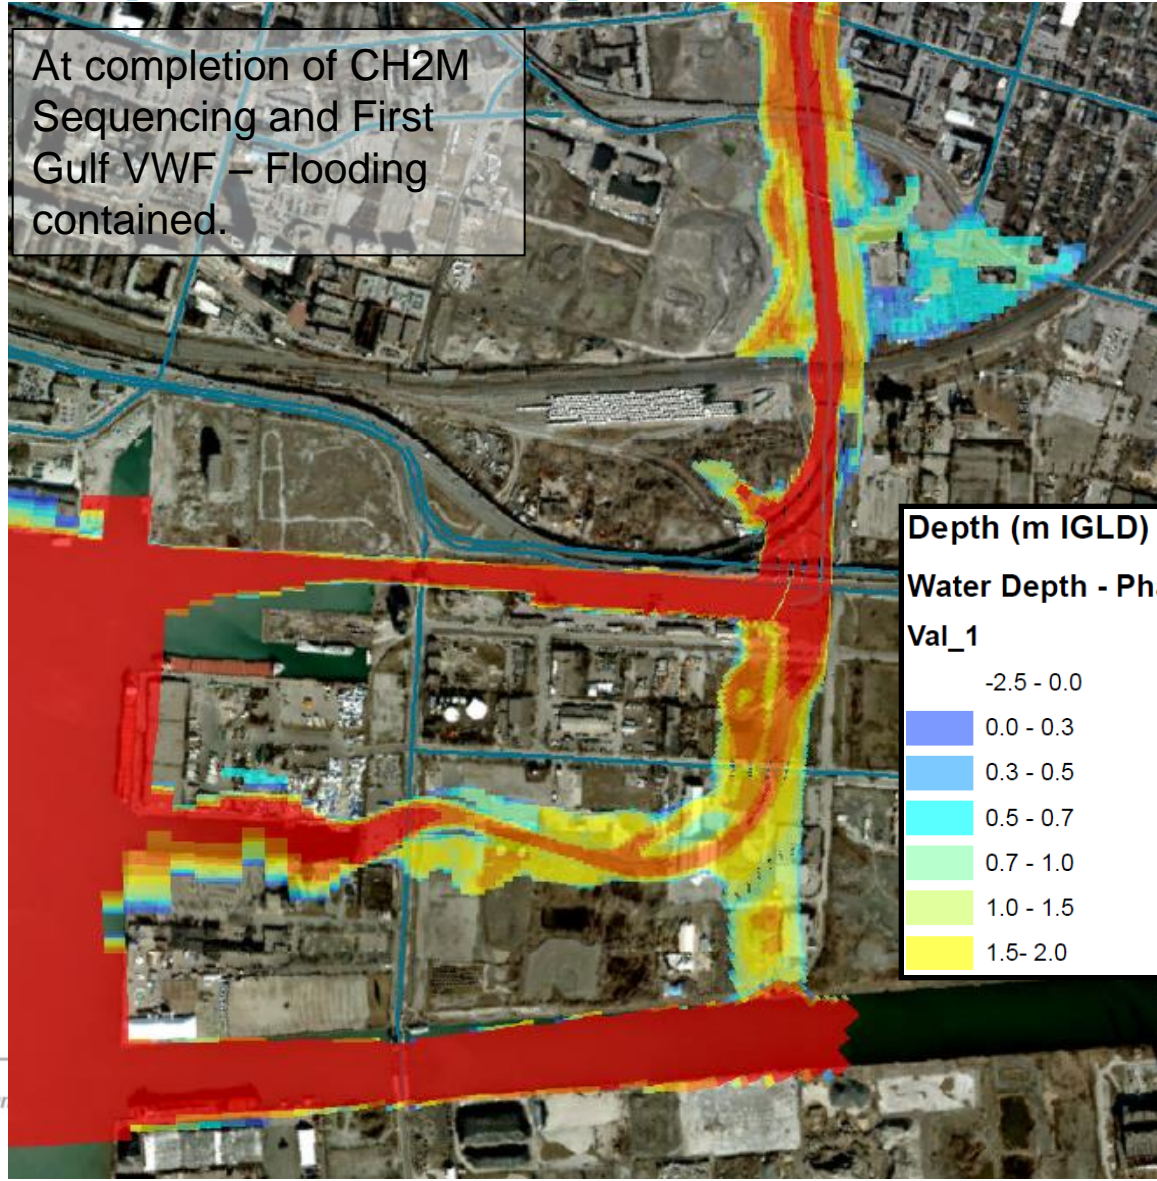 At completion of CH2M
Sequencing and First
Gulf VWF – Flooding
contained.
Depth (m IGLD)
Water Depth - Pha
Val_1
-2.5 - 0.0
0.0 - 0.3
0.3 - 0.5
0.5 - 0.7
0.7 - 1.0
1.0 - 1.5
1.5- 2.0